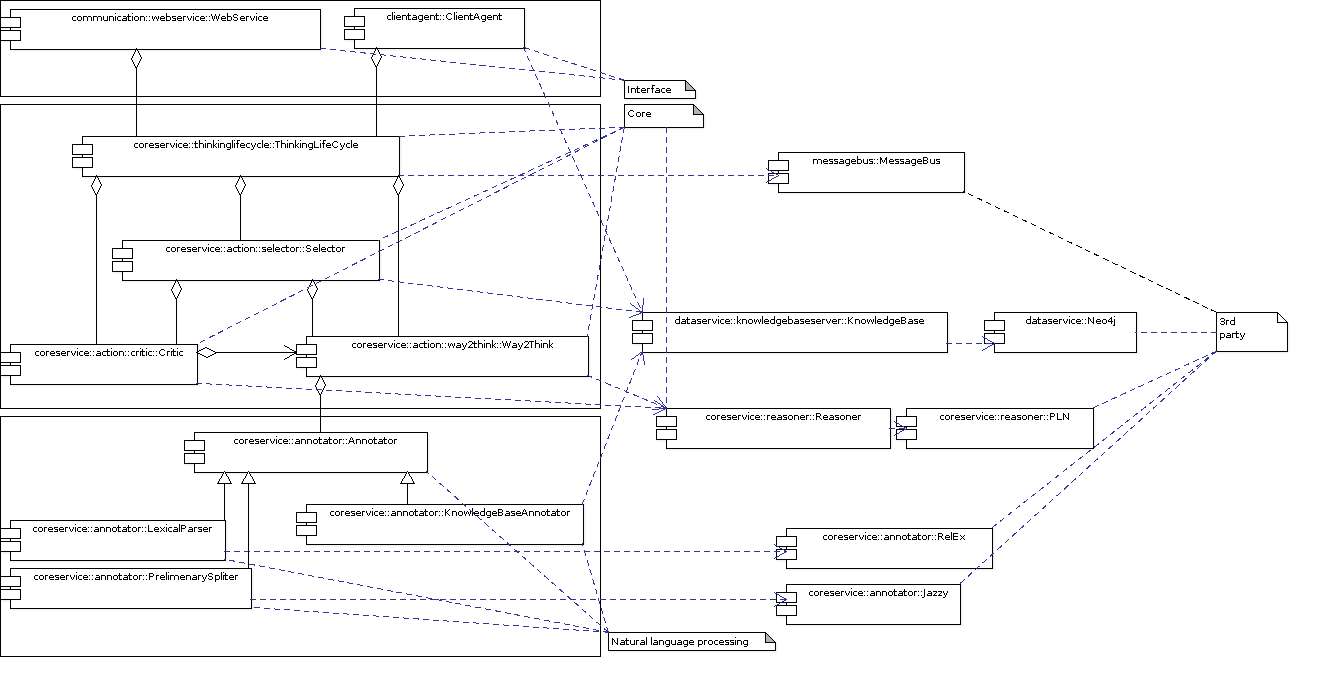 communication::webservice::WebService
clientagent::ClientAgent
Interface
Core
coreservice::thinkinglifecycle::ThinkingLifeCycle
messagebus::MessageBus
coreservice::action::selector::Selector
dataservice::knowledgebaseserver::KnowledgeBase
dataservice::Neo4j
3rd
party
coreservice::action::critic::Critic
coreservice::action::way2think::Way2Think
coreservice::reasoner::Reasoner
coreservice::reasoner::PLN
coreservice::annotator::Annotator
coreservice::annotator::KnowledgeBaseAnnotator
coreservice::annotator::LexicalParser
coreservice::annotator::RelEx
coreservice::annotator::PrelimenarySpliter
coreservice::annotator::Jazzy
Natural language processing